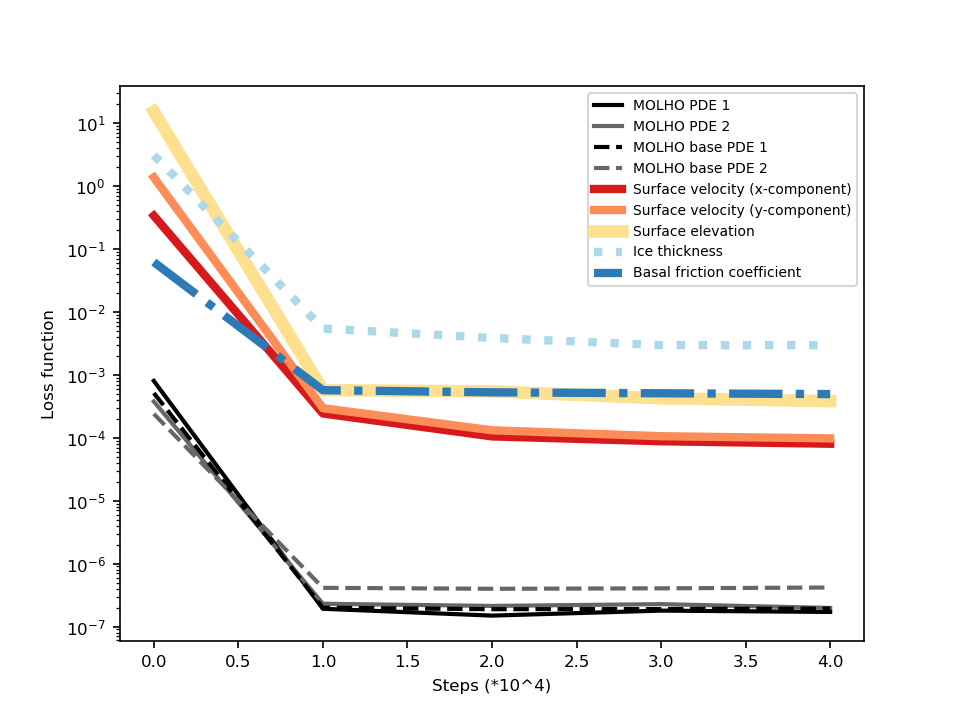 10^1
10^0
10^−1
10^−2
10^−3
10^−4
10^−5
10^−6
10^−7
Loss function
MOLHO PDE 1
MOLHO PDE 2
MOLHO base PDE 1
MOLHO base PDE 2
Surface velocity (x-component)
Surface velocity (y-component)
Surface elevation
Ice thickness
Basal friction coefficient
0.0 0.5 1.0 1.5 2.0 2.5 3.0 3.5 4.0
Steps (*10^4)